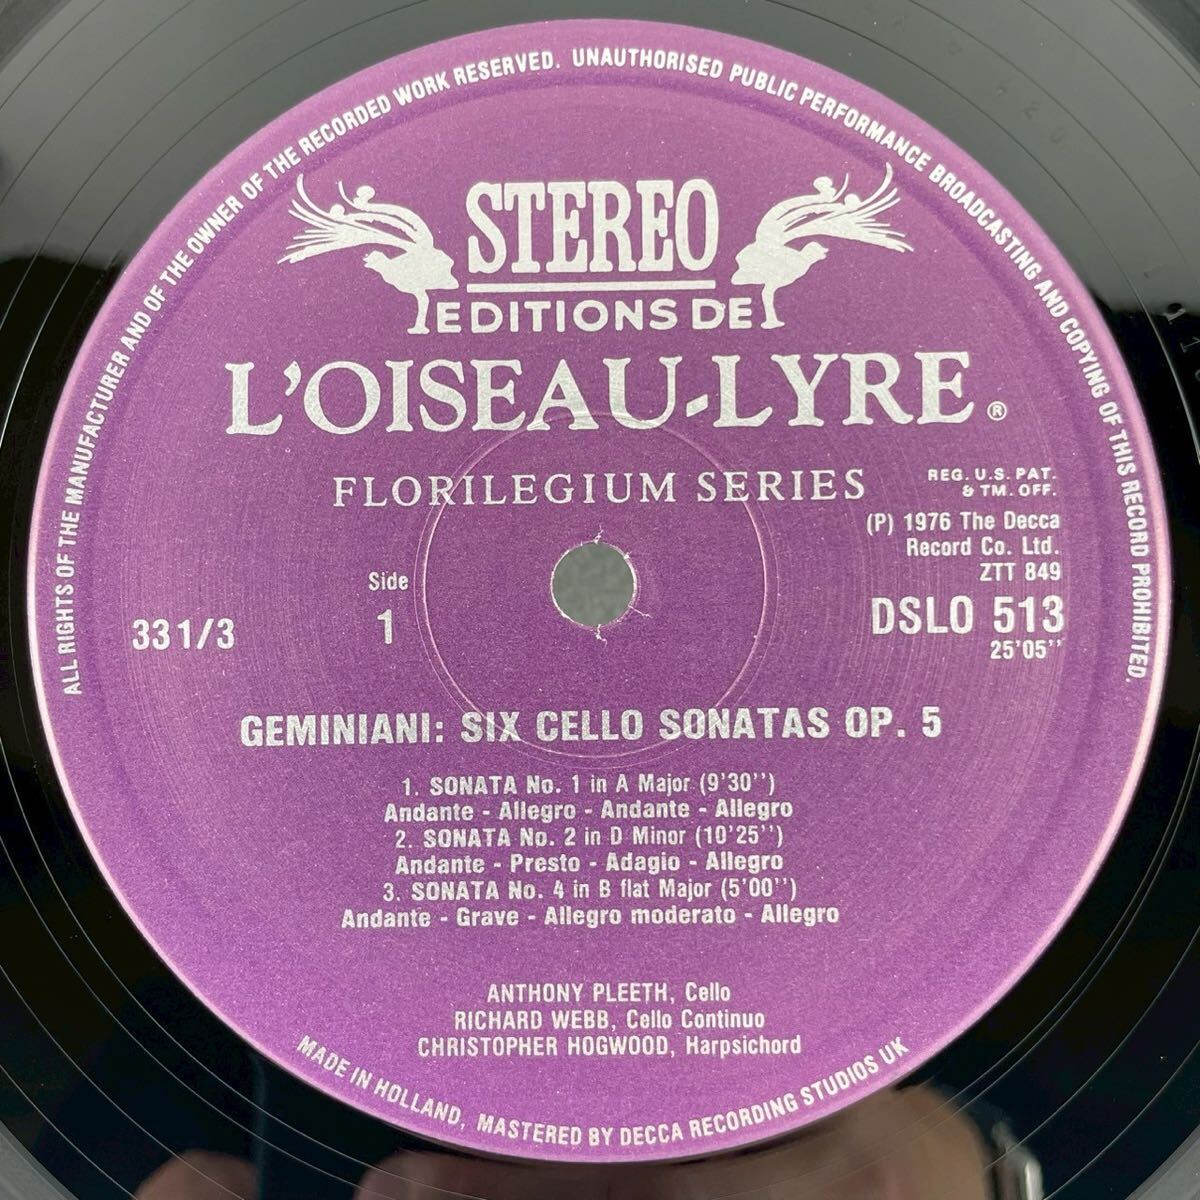 ALL RIGHTS OF THE MANUFACTURER AND OF THE OWNER OF THE RECORDED WORK RESERVED. UNAUTHORISED PUBLIC PERFORMANCE BROADCASTING AND COPYING OF THIS RECORD PROHIBITED.
STEREO
EDITIONS DE
L'OISEAU-LYRE ®
FLORILEGIUM SERIES
REG. U.S. PAT.
& TM. OFF.
(P) 1976 The Decca
Record Co. Ltd.
ZTT 849
DSLO 513
25'05''
Side
1
33 1/3
GEMINIANI: SIX CELLO SONATAS OP. 5
1. SONATA No. 1 in A Major (9'30'')
Andante - Allegro - Andante - Allegro
2. SONATA No. 2 in D Minor (10'25'')
Andante - Presto - Adagio - Allegro
3. SONATA No. 4 in B flat Major (5'00'')
Andante - Grave - Allegro moderato - Allegro
ANTHONY PLEETH, Cello
RICHARD WEBB, Cello Continuo
CHRISTOPHER HOGWOOD, Harpsichord
MADE IN HOLLAND, MASTERED BY DECCA RECORDING STUDIOS UK